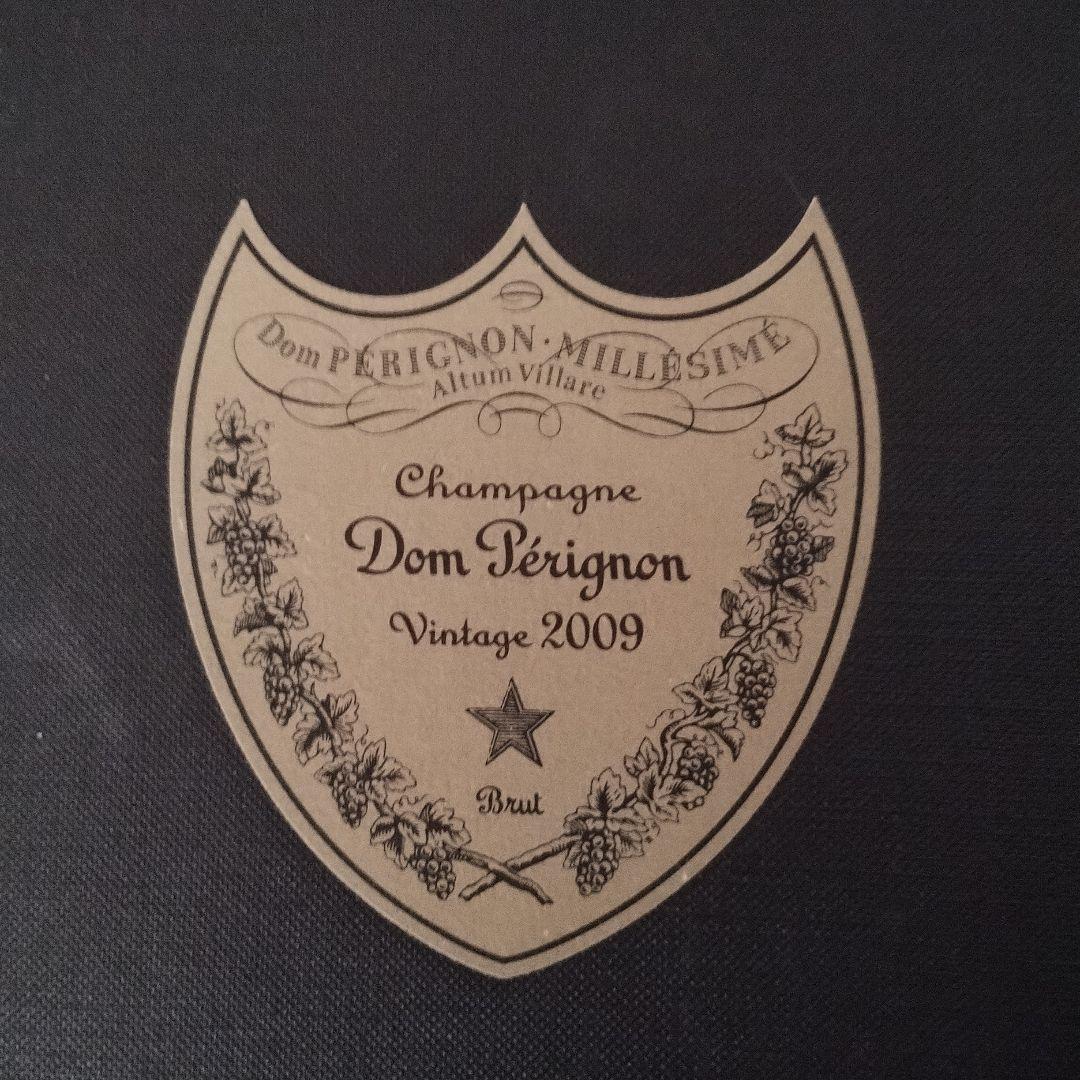 Dom PÉRIGNON · MILLÉSIMÉ
Altum Villare
Champagne
Dom Pérignon
Vintage 2009
Brut